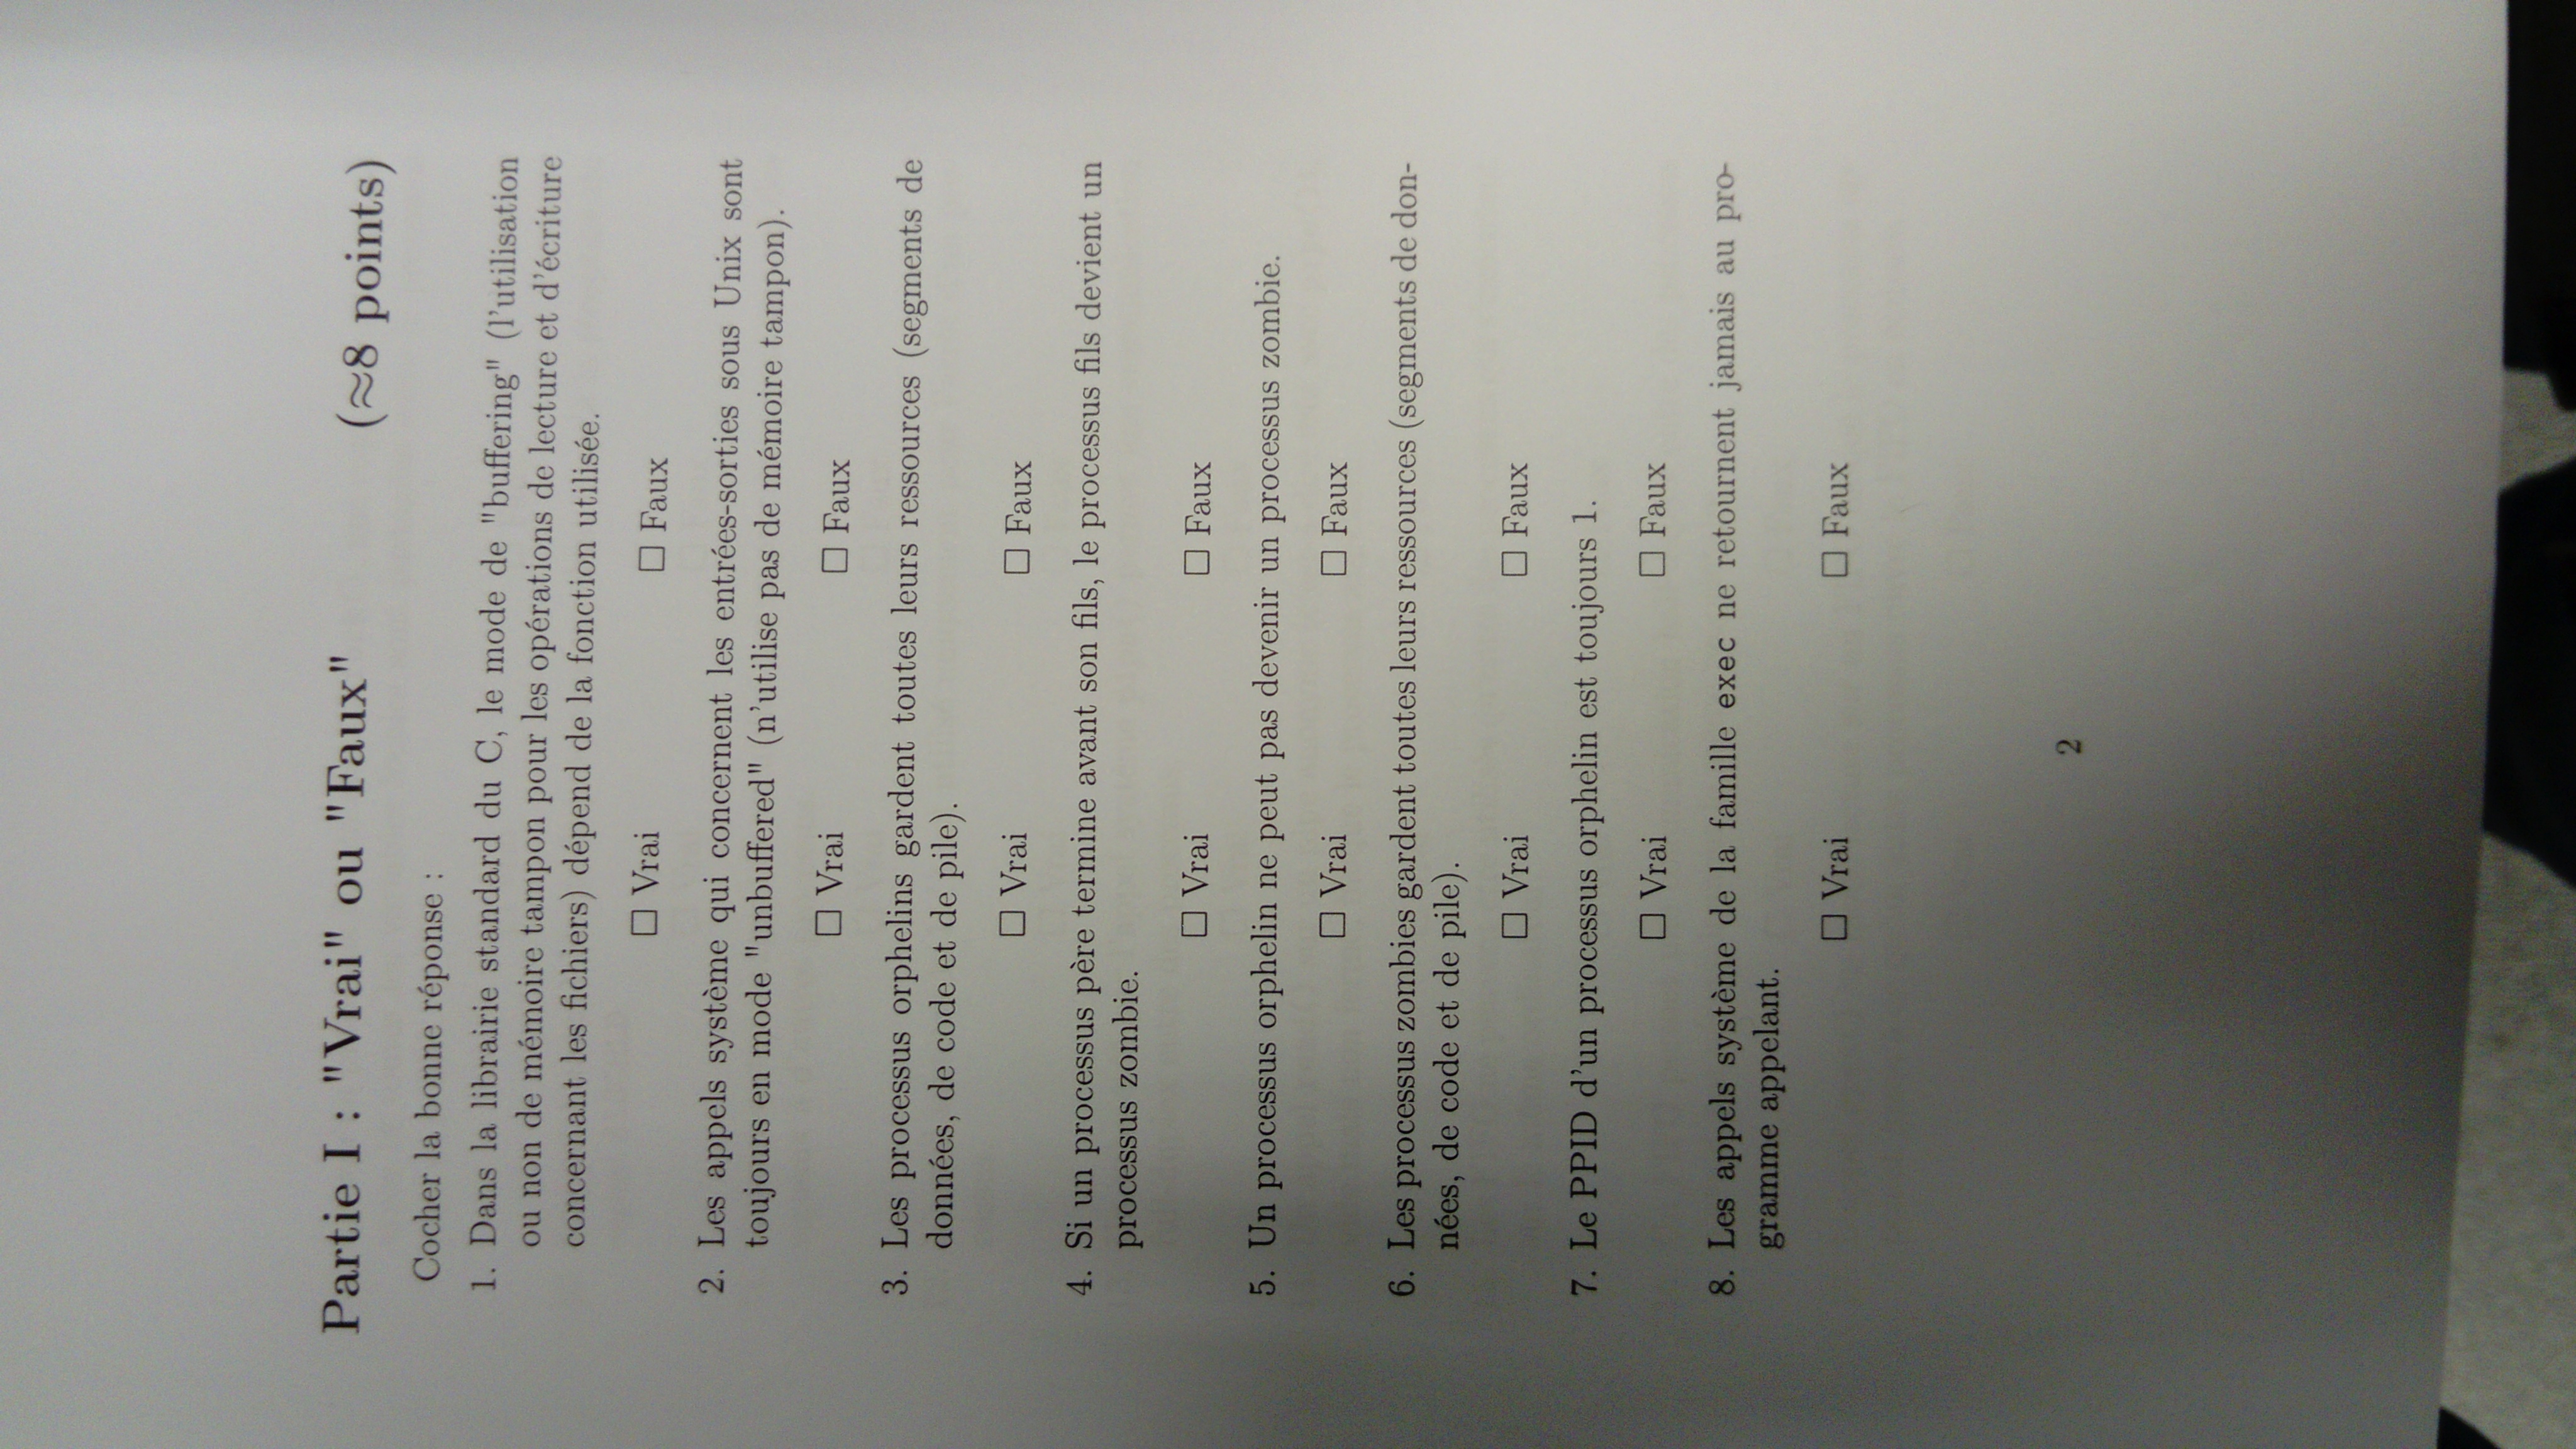 Partie I : "Vrai" ou "Faux" (≈8 points)
Cocher la bonne réponse :
1. Dans la librairie standard du C, le mode de "buffering" (l'utilisation
ou non de mémoire tampon pour les opérations de lecture et d'écriture
concernant les fichiers) dépend de la fonction utilisée.
☐ Vrai ☐ Faux
2. Les appels système qui concernent les entrées-sorties sous Unix sont
toujours en mode "unbuffered" (n'utilise pas de mémoire tampon).
☐ Vrai ☐ Faux
3. Les processus orphelins gardent toutes leurs ressources (segments de
données, de code et de pile).
☐ Vrai ☐ Faux
4. Si un processus père termine avant son fils, le processus fils devient un
processus zombie.
☐ Vrai ☐ Faux
5. Un processus orphelin ne peut pas devenir un processus zombie.
☐ Vrai ☐ Faux
6. Les processus zombies gardent toutes leurs ressources (segments de don-
nées, de code et de pile).
☐ Vrai ☐ Faux
7. Le PPID d'un processus orphelin est toujours 1.
☐ Vrai ☐ Faux
8. Les appels système de la famille exec ne retournent jamais au pro-
gramme appelant.
☐ Vrai ☐ Faux
2